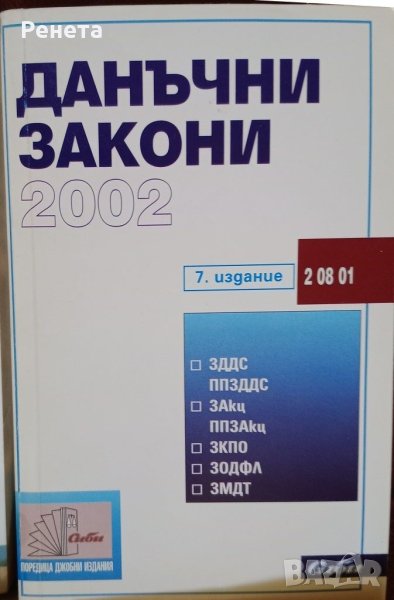 Ренета
ДАНЪЧНИ
ЗАКОНИ
2002
7. издание
2 08 01
ЗДДС
ППЗДДС
ЗАкц
ППЗАкц
ЗКПО
ЗОДФЛ
ЗМДТ
Сиби
ПОРЕДИЦА ДЖОБНИ ИЗДАНИЯ
BAZAR